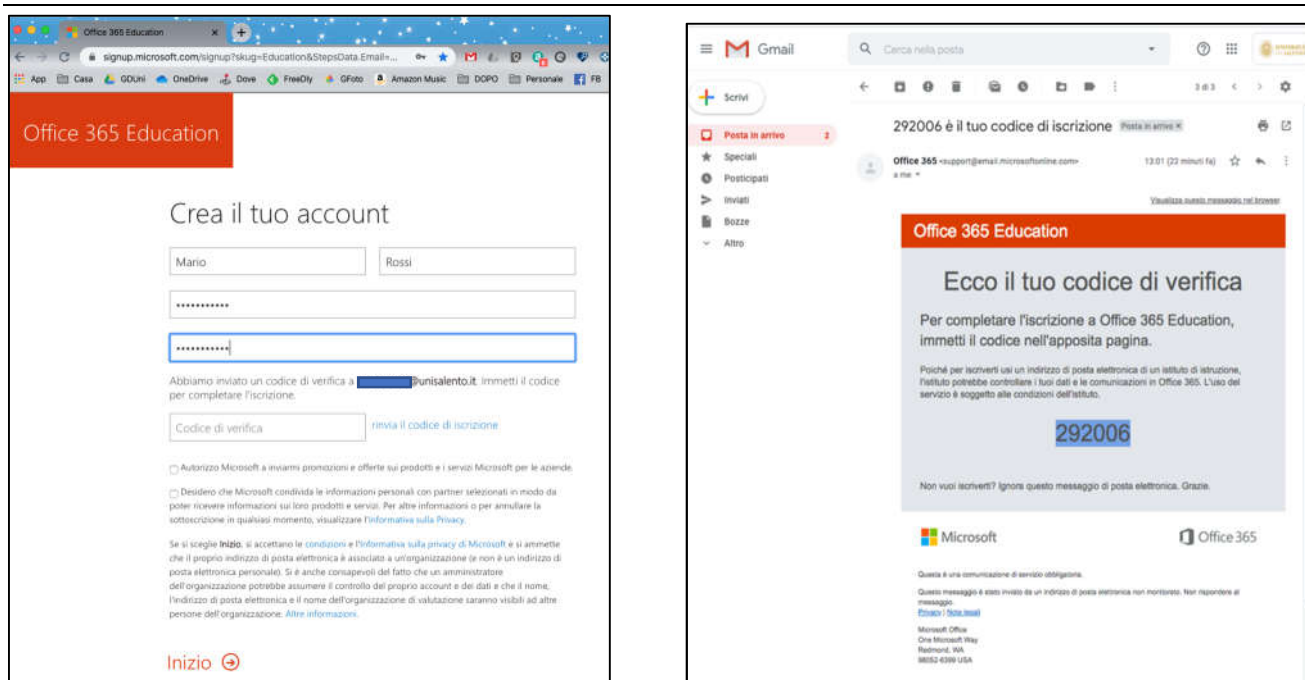 Office 365 Education
signup.microsoft.com/signup?skug=Education&StepsData.Email=...
App Casa GDUni OneDrive Dove FreeDiy GFoto Amazon Music DOPO Personale FB
Office 365 Education
Crea il tuo account
Mario Rossi
Abbiamo inviato un codice di verifica a @unisalento.it. Immetti il codice
per completare l'iscrizione.
Codice di verifica rinvia il codice di iscrizione
Autorizzo Microsoft a inviarmi promozioni e offerte sui prodotti e i servizi Microsoft per le aziende.
Desidero che Microsoft condivida le informazioni personali con partner selezionati in modo da
poter ricevere informazioni sui loro prodotti e servizi. Per altre informazioni o per annullare la
sottoscrizione in qualsiasi momento, visualizzare l'Informativa sulla Privacy.
Se si sceglie Inizio, si accettano le condizioni e l'Informativa sulla privacy di Microsoft e si ammette
che il proprio indirizzo di posta elettronica è associato a un'organizzazione (e non è un indirizzo di
posta elettronica personale). Si è anche consapevoli del fatto che un amministratore
dell'organizzazione potrebbe assumere il controllo del proprio account e dei dati e che il nome,
l'indirizzo di posta elettronica e il nome dell'organizzazione di valutazione saranno visibili ad altre
persone dell'organizzazione. Altre informazioni.
Inizio
Gmail
Cerca nella posta
Scrivi
3 di 3
Posta in arrivo 2
Speciali
Posticipati
Inviati
Bozze
Altro
292006 è il tuo codice di iscrizione Posta in arrivo x
Office 365 <support@email.microsoftonline.com> 13:01 (22 minuti fa)
a me
Visualizza questo messaggio nel browser
Office 365 Education
Ecco il tuo codice di verifica
Per completare l'iscrizione a Office 365 Education,
immetti il codice nell'apposita pagina.
Poiché per iscriverti usi un indirizzo di posta elettronica di un istituto di istruzione,
l'istituto potrebbe controllare i tuoi dati e le comunicazioni in Office 365. L'uso del
servizio è soggetto alle condizioni dell'istituto.
292006
Non vuoi iscriverti? Ignora questo messaggio di posta elettronica. Grazie.
Microsoft Office 365
Questa è una comunicazione di servizio obbligatoria.
Questo messaggio è stato inviato da un indirizzo di posta elettronica non monitorato. Non rispondere al
messaggio.
Privacy | Note legali
Microsoft Office
One Microsoft Way
Redmond, WA
98052-6399 USA